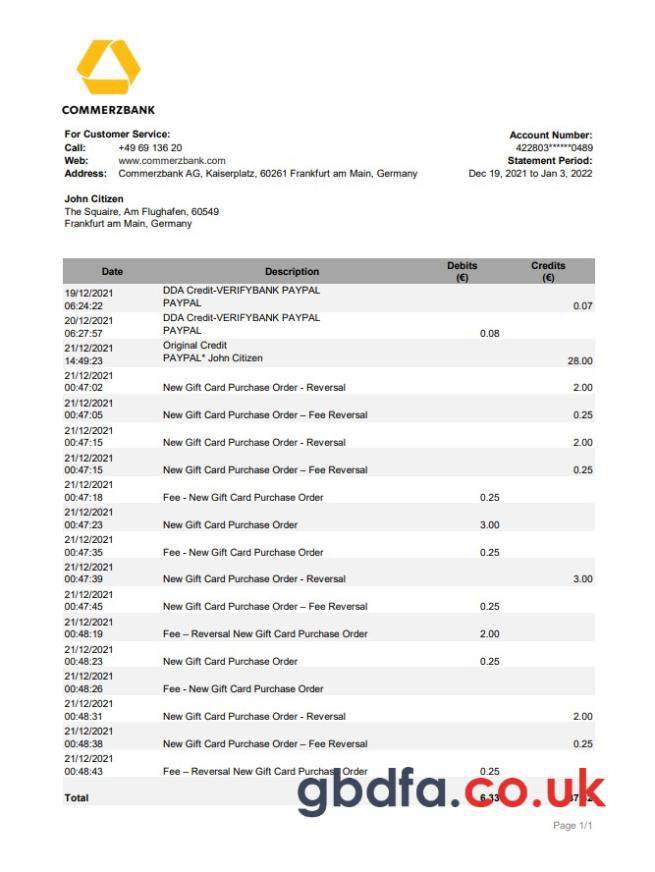 COMMERZBANK
For Customer Service:
Call: +49 69 136 20
Web: www.commerzbank.com
Address: Commerzbank AG, Kaiserplatz, 60261 Frankfurt am Main, Germany
Account Number:
422803******0489
Statement Period:
Dec 19, 2021 to Jan 3, 2022
John Citizen
The Squaire, Am Flughafen, 60549
Frankfurt am Main, Germany
Date Description Debits (€) Credits (€)
19/12/2021 DDA Credit-VERIFYBANK PAYPAL
06:24:22 PAYPAL 0.07
20/12/2021 DDA Credit-VERIFYBANK PAYPAL
06:27:57 PAYPAL 0.08
21/12/2021 Original Credit
14:49:23 PAYPAL* John Citizen 28.00
21/12/2021
00:47:02 New Gift Card Purchase Order - Reversal 2.00
21/12/2021
00:47:05 New Gift Card Purchase Order – Fee Reversal 0.25
21/12/2021
00:47:15 New Gift Card Purchase Order - Reversal 2.00
21/12/2021
00:47:15 New Gift Card Purchase Order – Fee Reversal 0.25
21/12/2021
00:47:18 Fee - New Gift Card Purchase Order 0.25
21/12/2021
00:47:23 New Gift Card Purchase Order 3.00
21/12/2021
00:47:35 Fee - New Gift Card Purchase Order 0.25
21/12/2021
00:47:39 New Gift Card Purchase Order - Reversal 3.00
21/12/2021
00:47:45 New Gift Card Purchase Order – Fee Reversal 0.25
21/12/2021
00:48:19 Fee – Reversal New Gift Card Purchase Order 2.00
21/12/2021
00:48:23 New Gift Card Purchase Order 0.25
21/12/2021
00:48:26 Fee - New Gift Card Purchase Order
21/12/2021
00:48:31 New Gift Card Purchase Order - Reversal 2.00
21/12/2021
00:48:38 New Gift Card Purchase Order – Fee Reversal 0.25
21/12/2021
00:48:43 Fee – Reversal New Gift Card Purchase Order 0.25
Total 6.33
gbdfa.co.uk
Page 1/1